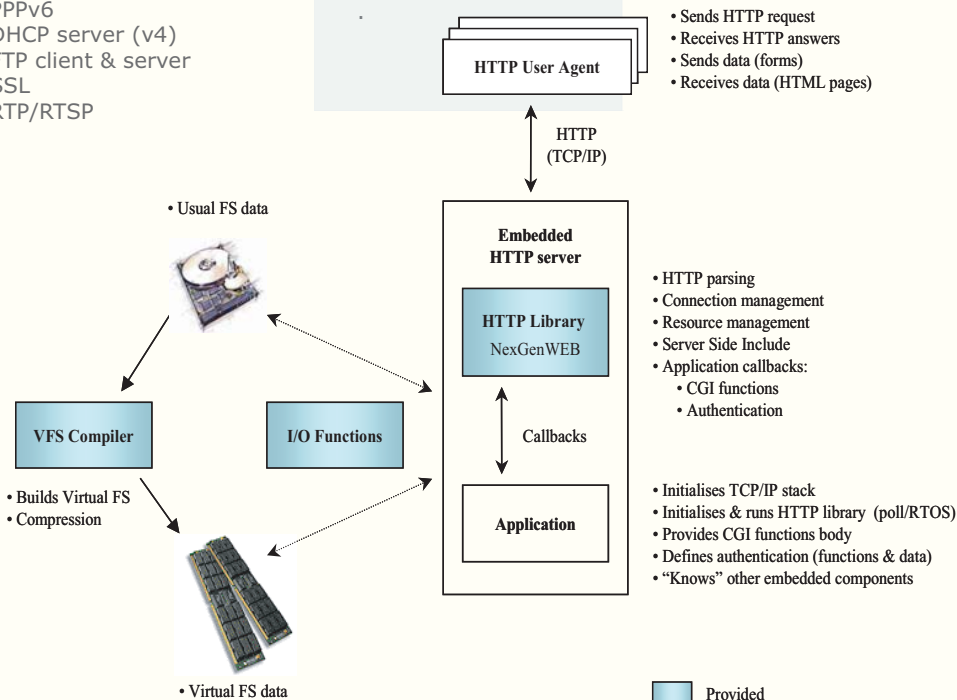 PPPv6
DHCP server (v4)
FTP client & server
SSL
RTP/RTSP
HTTP User Agent
• Sends HTTP request
• Receives HTTP answers
• Sends data (forms)
• Receives data (HTML pages)
HTTP
(TCP/IP)
• Usual FS data
Embedded
HTTP server
HTTP Library
NexGenWEB
• HTTP parsing
• Connection management
• Resource management
• Server Side Include
• Application callbacks:
• CGI functions
• Authentication
VFS Compiler
I/O Functions
Callbacks
• Builds Virtual FS
• Compression
Application
• Initialises TCP/IP stack
• Initialises & runs HTTP library (poll/RTOS)
• Provides CGI functions body
• Defines authentication (functions & data)
• “Knows” other embedded components
• Virtual FS data
Provided